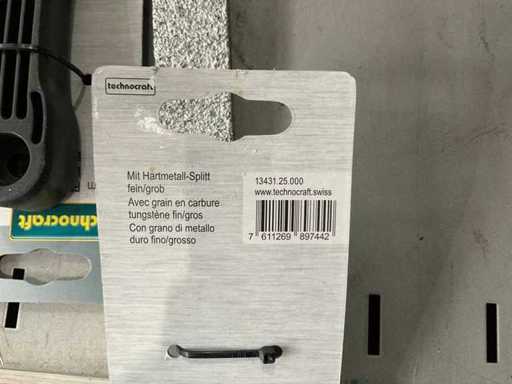 technocraft
Mit Hartmetall-Splitt
fein/grob
Avec grain en carbure
tungstène fin/gros
Con grano di metallo
duro fino/grosso
13431.25.000
www.technocraft.swiss
7 611269 897442
technocraft